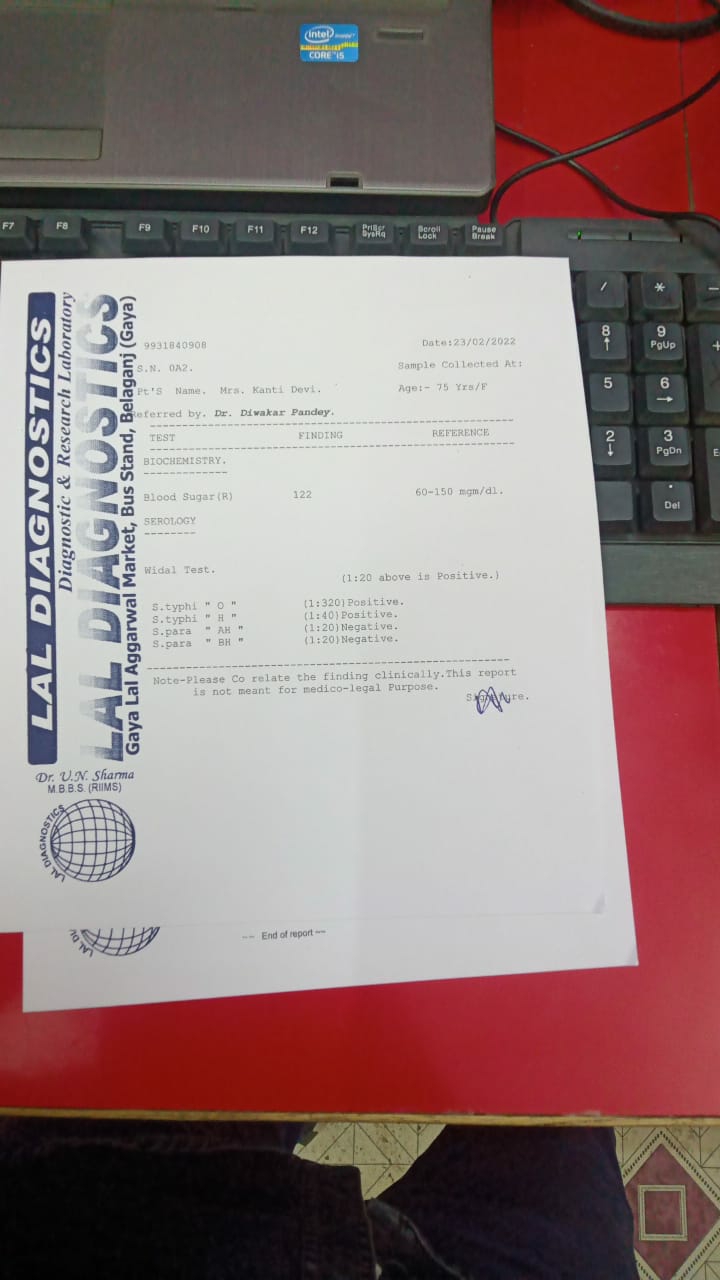 intel inside™
CORE™ i5
F7
F8
F9
F10
F11
F12
PrtScr
SysRq
Scroll
Lock
Pause
Break
/
*
−
8
9
PgUp
+
5
6
2
3
PgDn
.
Del
LAL DIAGNOSTICS
Diagnostic & Research Laboratory
LAL DIAGNOSTICS
Gaya Lal Aggarwal Market, Bus Stand, Belaganj (Gaya)
Dr. U.N. Sharma
M.B.B.S. (RIIMS)
LAL DIAGNOSTICS
9931840908 Date:23/02/2022
S.N. 0A2. Sample Collected At:
Pt'S Name. Mrs. Kanti Devi. Age:- 75 Yrs/F
Referred by. Dr. Diwakar Pandey.
TEST FINDING REFERENCE
BIOCHEMISTRY.
Blood Sugar(R) 122 60-150 mgm/dl.
SEROLOGY
Widal Test.
(1:20 above is Positive.)
S.typhi " O " (1:320)Positive.
S.typhi " H " (1:40)Positive.
S.para " AH " (1:20)Negative.
S.para " BH " (1:20)Negative.
Note-Please Co relate the finding clinically.This report
is not meant for medico-legal Purpose.
Signature.
LAL DI
~~ End of report ~~